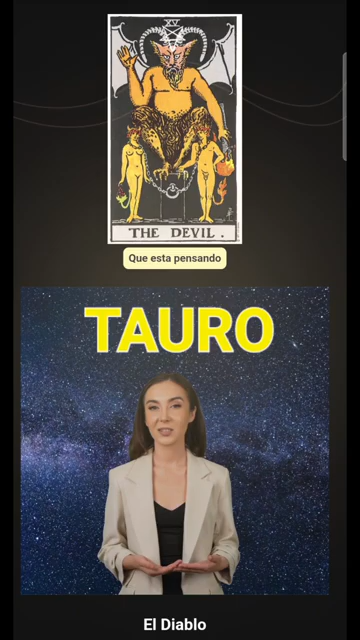 XV
THE DEVIL.
Que esta pensando
TAURO
El Diablo